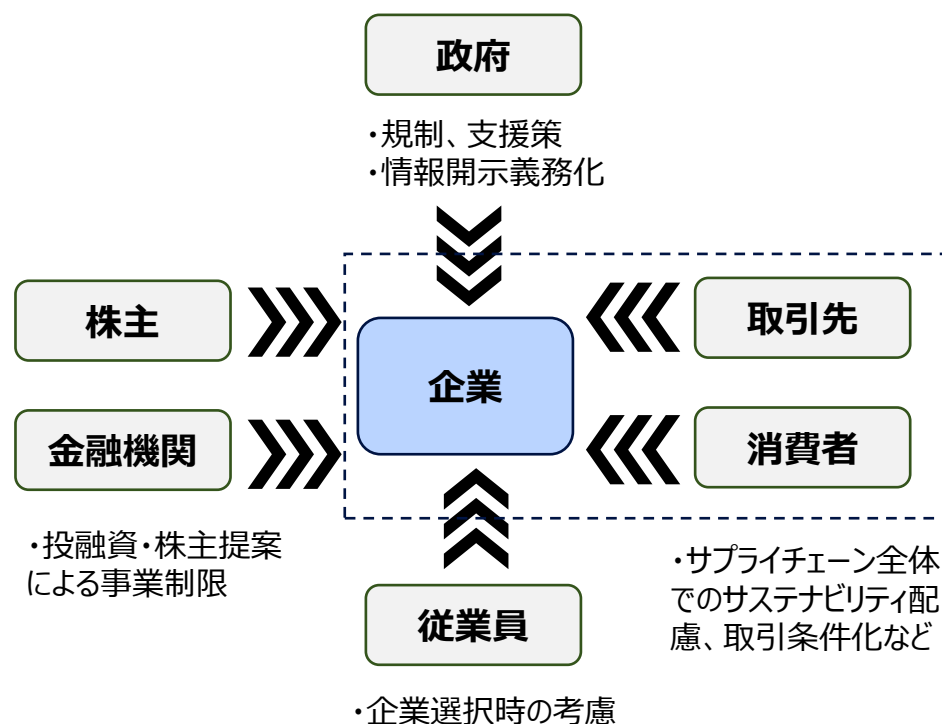 政府
・規制、支援策
・情報開示義務化
株主
取引先
企業
金融機関
消費者
・投融資・株主提案
による事業制限
・サプライチェーン全体
でのサステナビリティ配
慮、取引条件化など
従業員
・企業選択時の考慮